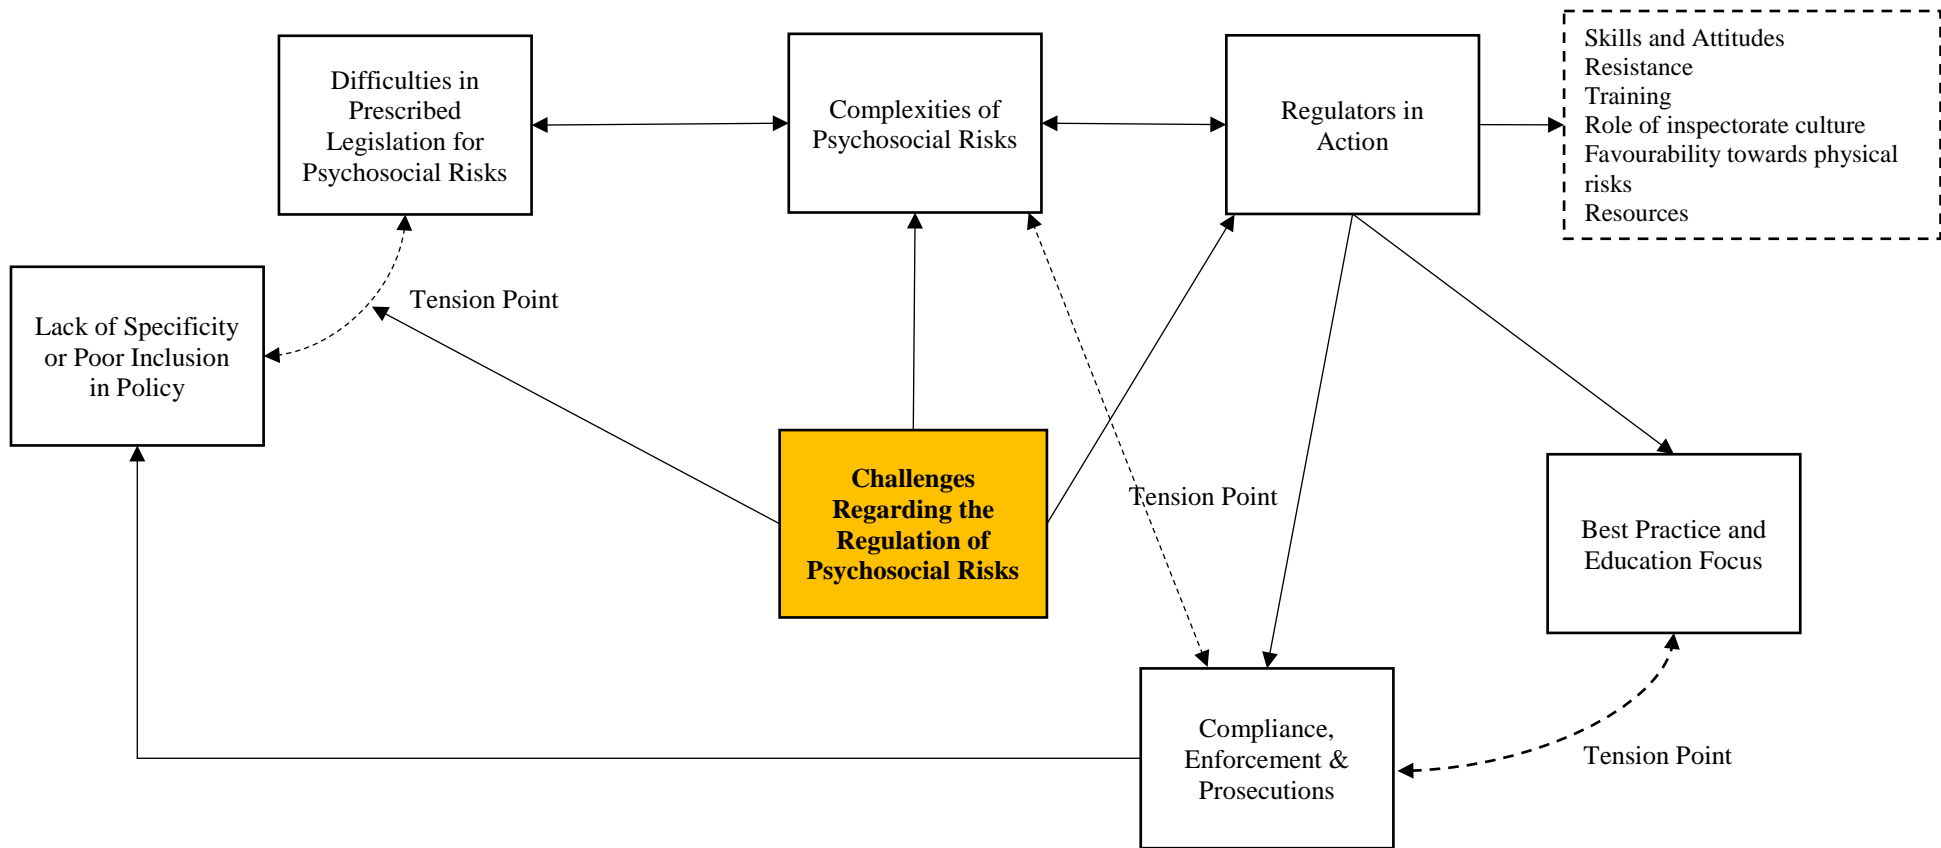 Difficulties in
Prescribed
Legislation for
Psychosocial Risks
Complexities of
Psychosocial Risks
Regulators in
Action
Skills and Attitudes
Resistance
Training
Role of inspectorate culture
Favourability towards physical
risks
Resources
Lack of Specificity
or Poor Inclusion
in Policy
Tension Point
Challenges
Regarding the
Regulation of
Psychosocial Risks
Tension Point
Best Practice and
Education Focus
Compliance,
Enforcement &
Prosecutions
Tension Point